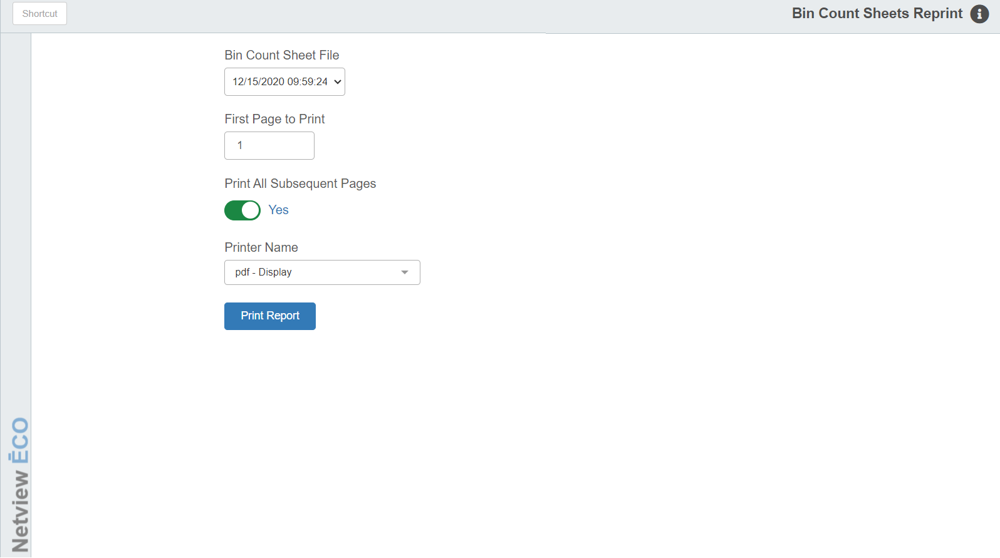 Shortcut
Bin Count Sheets Reprint
Bin Count Sheet File
12/15/2020 09:59:24
First Page to Print
1
Print All Subsequent Pages
Yes
Printer Name
pdf - Display
Print Report
Netview ĒCO